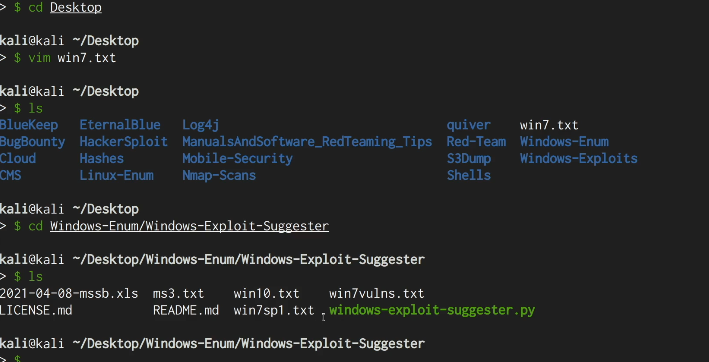 > $ cd Desktop
kali@kali ~/Desktop
> $ vim win7.txt
kali@kali ~/Desktop
> $ ls
BlueKeep EternalBlue Log4j quiver win7.txt
BugBounty HackerSploit ManualsAndSoftware_RedTeaming_Tips Red-Team Windows-Enum
Cloud Hashes Mobile-Security S3Dump Windows-Exploits
CMS Linux-Enum Nmap-Scans Shells
kali@kali ~/Desktop
> $ cd Windows-Enum/Windows-Exploit-Suggester
kali@kali ~/Desktop/Windows-Enum/Windows-Exploit-Suggester
> $ ls
2021-04-08-mssb.xls ms3.txt win10.txt win7vulns.txt
LICENSE.md README.md win7sp1.txt windows-exploit-suggester.py
kali@kali ~/Desktop/Windows-Enum/Windows-Exploit-Suggester
> $